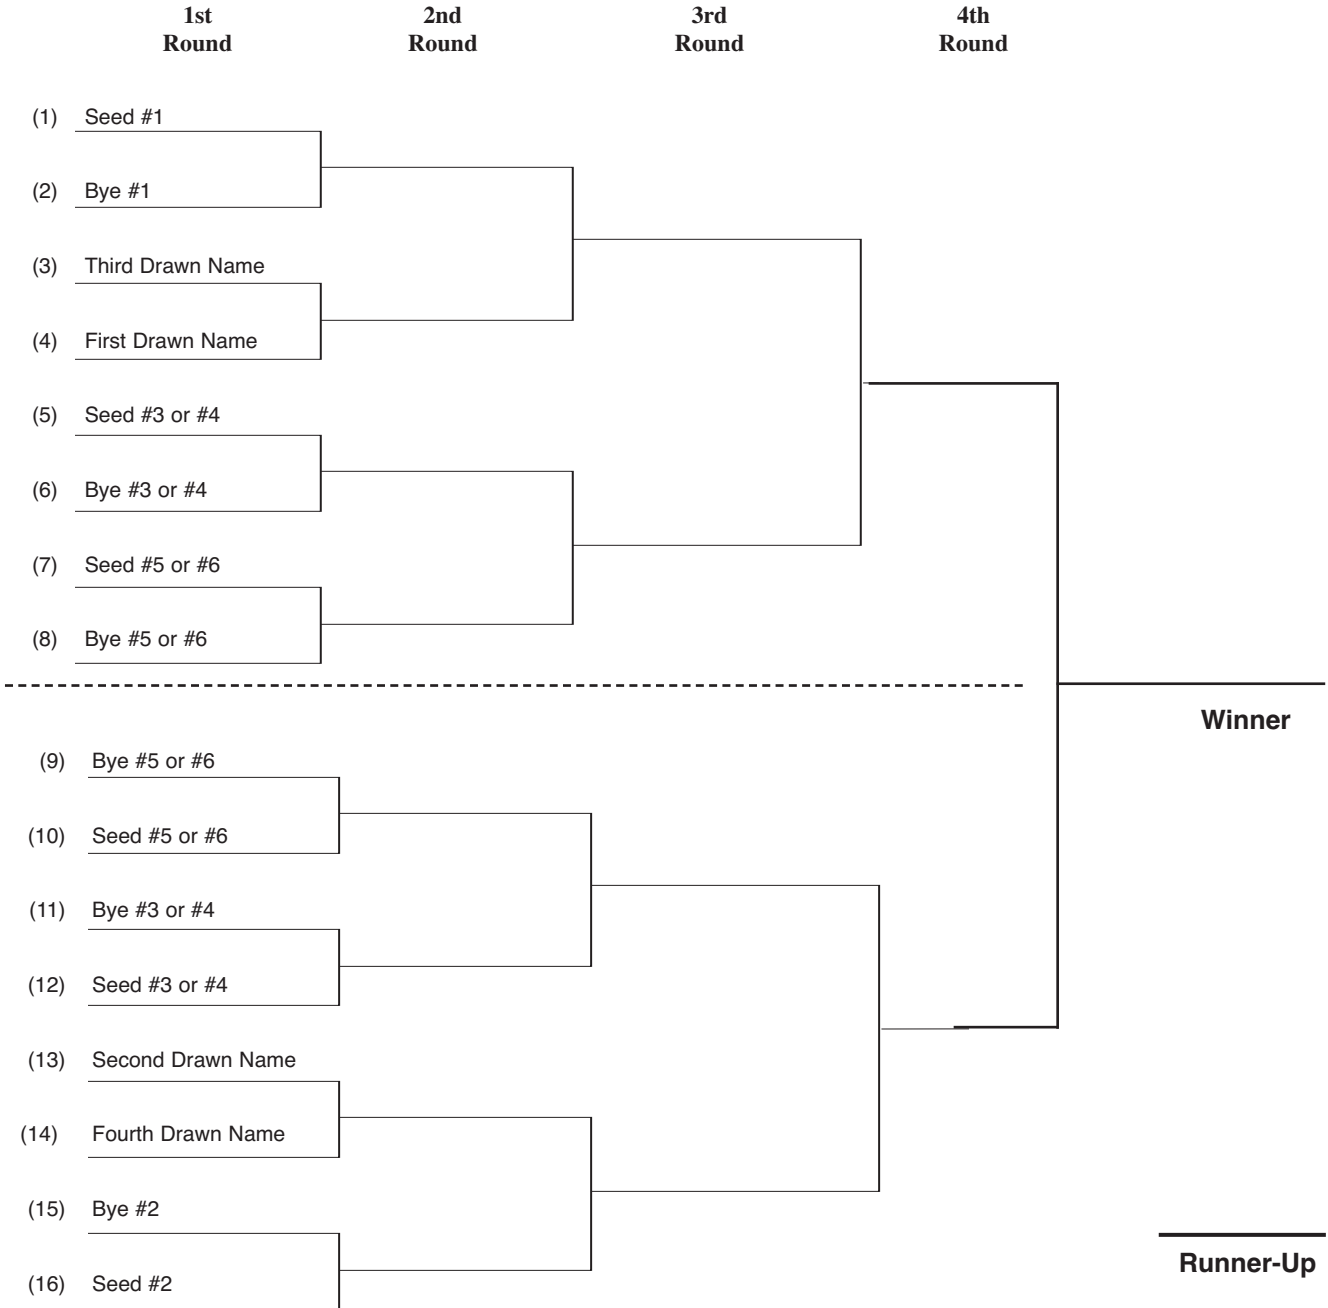 1st 2nd 3rd 4th
Round Round Round Round
(1) Seed #1
(2) Bye #1
(3) Third Drawn Name
(4) First Drawn Name
(5) Seed #3 or #4
(6) Bye #3 or #4
(7) Seed #5 or #6
(8) Bye #5 or #6
Winner
(9) Bye #5 or #6
(10) Seed #5 or #6
(11) Bye #3 or #4
(12) Seed #3 or #4
(13) Second Drawn Name
(14) Fourth Drawn Name
(15) Bye #2
Runner-Up
(16) Seed #2